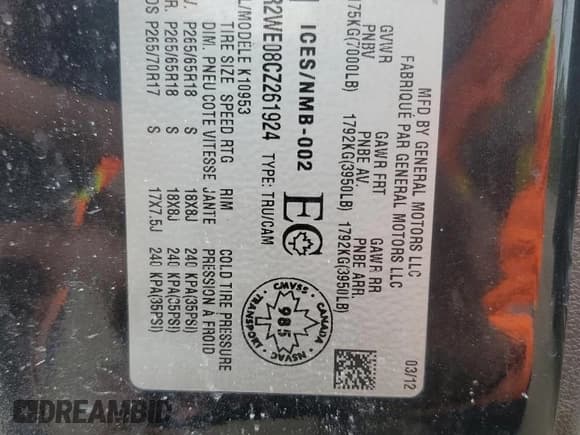 MFD BY GENERAL MOTORS LLC
FABRIQUÉ PAR GENERAL MOTORS LLC
03/12
GVWR GAWR FRT GAWR RR
PNBV PNBE AV. PNBE ARR.
175KG(7000LB) 1792KG(3950LB) 1792KG(3950LB)
ICES/NMB-002
EC
CANADA
CMVSS
985
NSVAC
TRANSPORT
R2WE08CZ261924 TYPE: TRU/CAM
L/MODELE K10953
TIRE SIZE SPEED RTG RIM COLD TIRE PRESSURE
DIM. PNEU COTE VITESSE JANTE PRESSION À FROID
V. P265/65R18 S 18X8J 240 KPA(35PSI)
R P265/65R18 S 18X8J 240 KPA(35PSI)
DS P265/70R17 S 17X7.5J 240 KPA(35PSI)
DREAMBID